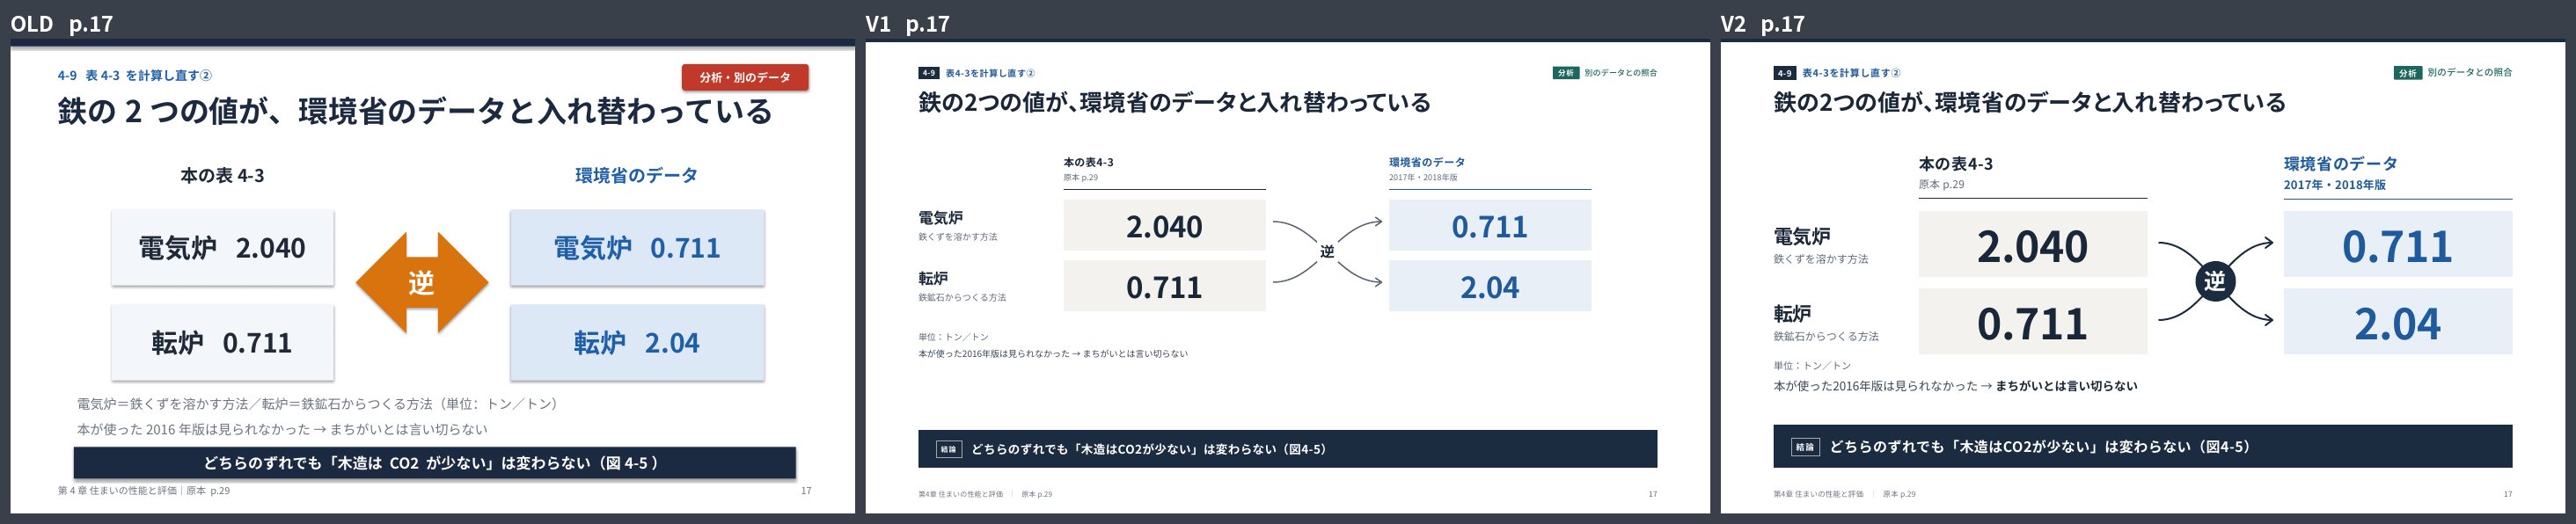 OLD p.17
4-9 表 4-3 を計算し直す②
分析・別のデータ
鉄の 2 つの値が、環境省のデータと入れ替わっている
本の表 4-3
環境省のデータ
電気炉 2.040
電気炉 0.711
逆
転炉 0.711
転炉 2.04
電気炉＝鉄くずを溶かす方法／転炉＝鉄鉱石からつくる方法（単位：トン／トン）
本が使った 2016 年版は見られなかった → まちがいとは言い切らない
どちらのずれでも「木造は CO2 が少ない」は変わらない（図 4-5 ）
第 4 章 住まいの性能と評価｜原本 p.29
17
V1 p.17
4-9 表4-3を計算し直す②
分析 別のデータとの照合
鉄の2つの値が、環境省のデータと入れ替わっている
本の表4-3
原本 p.29
環境省のデータ
2017年・2018年版
電気炉
鉄くずを溶かす方法
2.040
0.711
逆
転炉
鉄鉱石からつくる方法
0.711
2.04
単位：トン／トン
本が使った2016年版は見られなかった → まちがいとは言い切らない
結論 どちらのずれでも「木造はCO2が少ない」は変わらない（図4-5）
第4章 住まいの性能と評価｜原本 p.29
17
V2 p.17
4-9 表4-3を計算し直す②
分析 別のデータとの照合
鉄の2つの値が、環境省のデータと入れ替わっている
本の表4-3
原本 p.29
環境省のデータ
2017年・2018年版
電気炉
鉄くずを溶かす方法
2.040
0.711
逆
転炉
鉄鉱石からつくる方法
0.711
2.04
単位：トン／トン
本が使った2016年版は見られなかった → まちがいとは言い切らない
結論 どちらのずれでも「木造はCO2が少ない」は変わらない（図4-5）
第4章 住まいの性能と評価｜原本 p.29
17